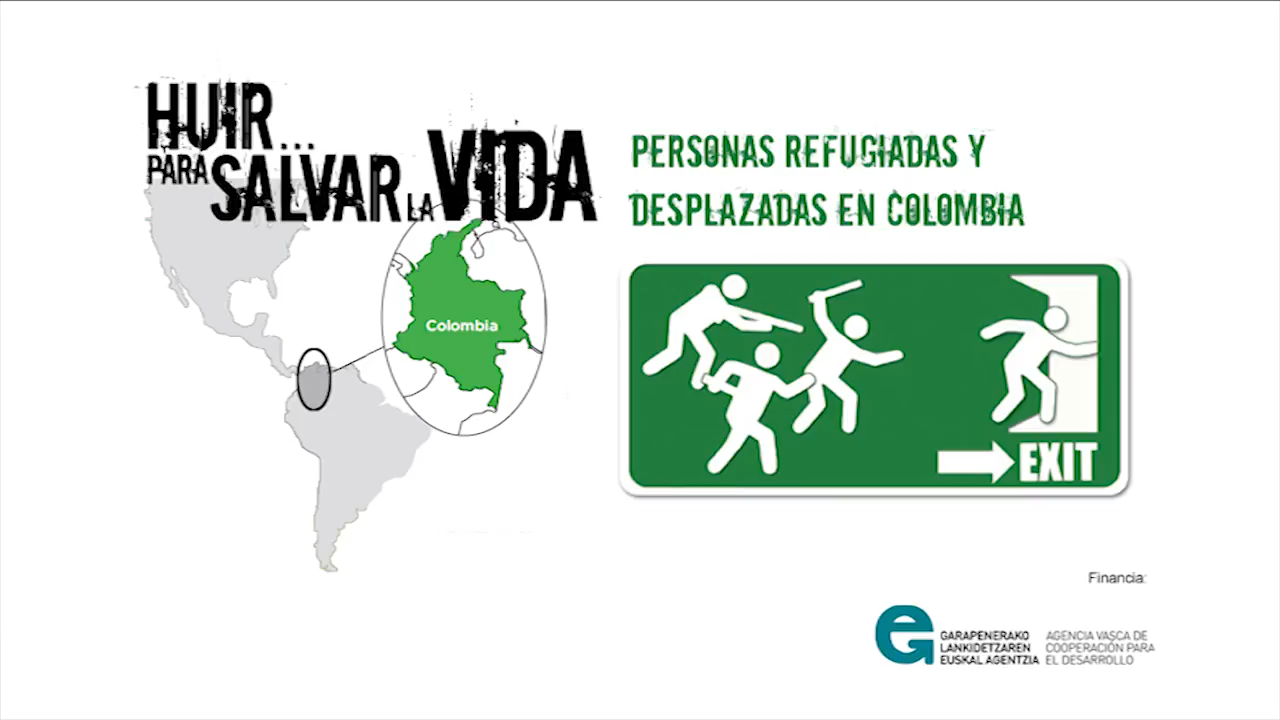 HUIR...
PARA SALVAR LA VIDA
PERSONAS REFUGIADAS Y
DESPLAZADAS EN COLOMBIA
Colombia
EXIT
Financia:
e
GARAPENERAKO
LANKIDETZAREN
EUSKAL AGENTZIA
AGENCIA VASCA DE
COOPERACIÓN PARA
EL DESARROLLO